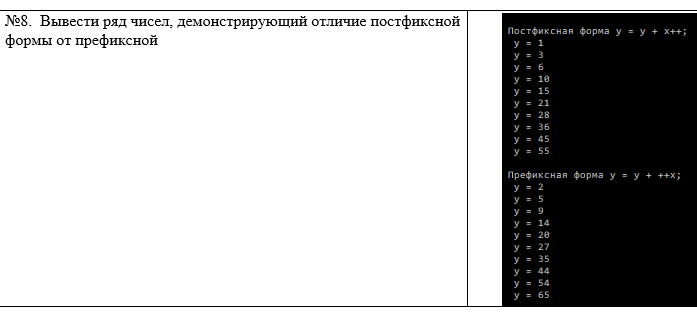 №8. Вывести ряд чисел, демонстрирующий отличие постфиксной
формы от префиксной
Постфиксная форма y = y + x++;
y = 1
y = 3
y = 6
y = 10
y = 15
y = 21
y = 28
y = 36
y = 45
y = 55
Префиксная форма y = y + ++x;
y = 2
y = 5
y = 9
y = 14
y = 20
y = 27
y = 35
y = 44
y = 54
y = 65